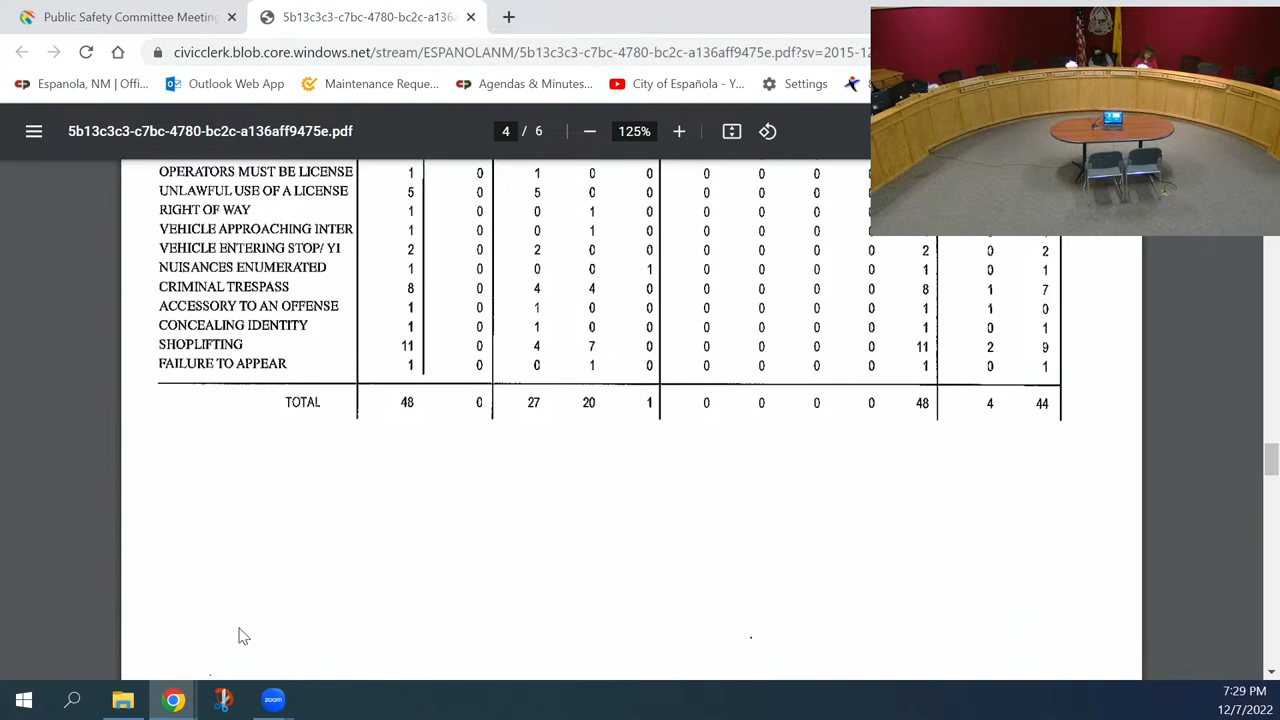 Public Safety Committee Meeting
5b13c3c3-c7bc-4780-bc2c-a136a
civicclerk.blob.core.windows.net/stream/ESPANOLANM/5b13c3c3-c7bc-4780-bc2c-a136aff9475e.pdf?sv=2015-12
Espanola, NM | Offi... Outlook Web App Maintenance Reque... Agendas & Minutes... City of Española - Y... Settings
5b13c3c3-c7bc-4780-bc2c-a136aff9475e.pdf 4 / 6 125%
OPERATORS MUST BE LICENSE 1 0 1 0 0 0 0 0 0
UNLAWFUL USE OF A LICENSE 5 0 5 0 0 0 0 0 0
RIGHT OF WAY 1 0 0 1 0 0 0 0 0
VEHICLE APPROACHING INTER 1 0 0 1 0 0 0 0 0 1 0 1
VEHICLE ENTERING STOP/ YI 2 0 2 0 0 0 0 0 0 2 0 2
NUISANCES ENUMERATED 1 0 0 0 1 0 0 0 0 1 0 1
CRIMINAL TRESPASS 8 0 4 4 0 0 0 0 0 8 1 7
ACCESSORY TO AN OFFENSE 1 0 1 0 0 0 0 0 0 1 1 0
CONCEALING IDENTITY 1 0 1 0 0 0 0 0 0 1 0 1
SHOPLIFTING 11 0 4 7 0 0 0 0 0 11 2 9
FAILURE TO APPEAR 1 0 0 1 0 0 0 0 0 1 0 1
TOTAL 48 0 27 20 1 0 0 0 0 48 4 44
zoom
7:29 PM
12/7/2022